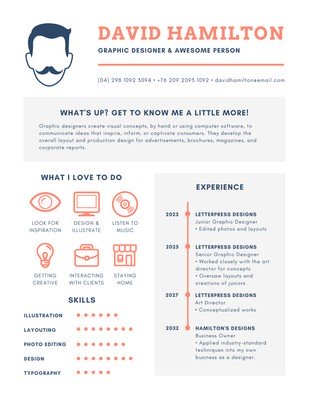 DAVID HAMILTON
GRAPHIC DESIGNER & AWESOME PERSON
(04) 298 1092 5094 • +76 209 2093 1092 • davidhamilton@email.com
WHAT'S UP? GET TO KNOW ME A LITTLE MORE!
Graphic designers create visual concepts, by hand or using computer software, to
communicate ideas that inspire, inform, or captivate consumers. They develop the
overall layout and production design for advertisements, brochures, magazines, and
corporate reports.
WHAT I LOVE TO DO
LOOK FOR
INSPIRATION
DESIGN &
ILLUSTRATE
LISTEN TO
MUSIC
GETTING
CREATIVE
INTERACTING
WITH CLIENTS
STAYING
HOME
SKILLS
ILLUSTRATION
LAYOUTING
PHOTO EDITING
DESIGN
TYPOGRAPHY
EXPERIENCE
2023
LETTERPRESS DESIGNS
Junior Graphic Designer
• Edited photos and layouts
2025
LETTERPRESS DESIGNS
Senior Graphic Designer
• Worked closely with the art
director for concepts
• Oversaw layouts and
creations of juniors
2027
LETTERPRESS DESIGNS
Art Director
• Conceptualized works
2032
HAMILTON'S DESIGNS
Business Owner
• Applied industry-standard
techniques into my own
business as a designer.